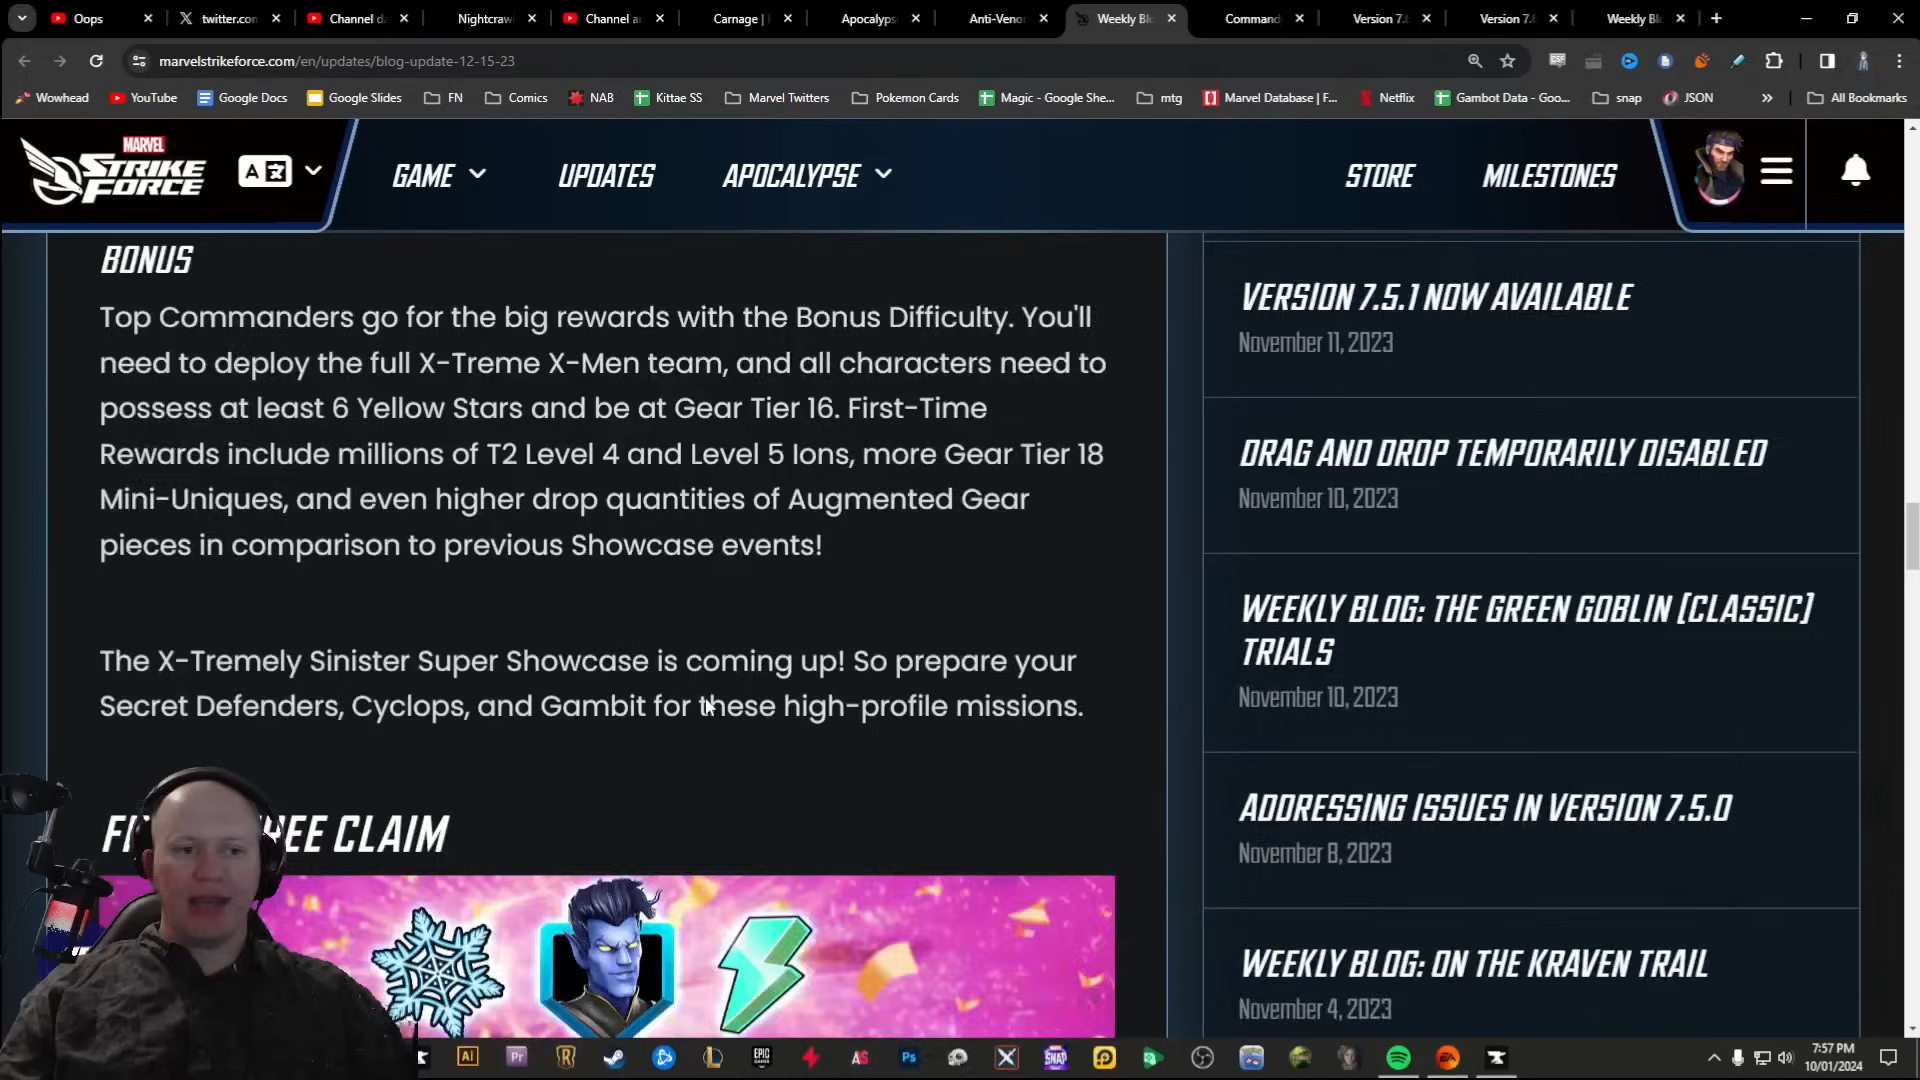 Oops
twitter.con
Channel d
Nightcrawl
Channel a
Carnage |
Apocalyps
Anti-Veno
Weekly Bl
Command
Version 7.
Version 7.
Weekly Bl
marvelstrikeforce.com/en/updates/blog-update-12-15-23
Wowhead
YouTube
Google Docs
Google Slides
FN
Comics
NAB
Kittae SS
Marvel Twitters
Pokemon Cards
Magic - Google She...
mtg
Marvel Database | F...
Netflix
Gambot Data - Goo...
snap
JSON
All Bookmarks
MARVEL
STRIKE
FORCE
GAME
UPDATES
APOCALYPSE
STORE
MILESTONES
BONUS
Top Commanders go for the big rewards with the Bonus Difficulty. You'll
need to deploy the full X-Treme X-Men team, and all characters need to
possess at least 6 Yellow Stars and be at Gear Tier 16. First-Time
Rewards include millions of T2 Level 4 and Level 5 Ions, more Gear Tier 18
Mini-Uniques, and even higher drop quantities of Augmented Gear
pieces in comparison to previous Showcase events!
The X-Tremely Sinister Super Showcase is coming up! So prepare your
Secret Defenders, Cyclops, and Gambit for these high-profile missions.
CLAIM
VERSION 7.5.1 NOW AVAILABLE
November 11, 2023
DRAG AND DROP TEMPORARILY DISABLED
November 10, 2023
WEEKLY BLOG: THE GREEN GOBLIN [CLASSIC]
TRIALS
November 10, 2023
ADDRESSING ISSUES IN VERSION 7.5.0
November 8, 2023
WEEKLY BLOG: ON THE KRAVEN TRAIL
November 4, 2023
Ai
Pr
EPIC
GAMES
AS
Ps
SNAP
7:57 PM
10/01/2024